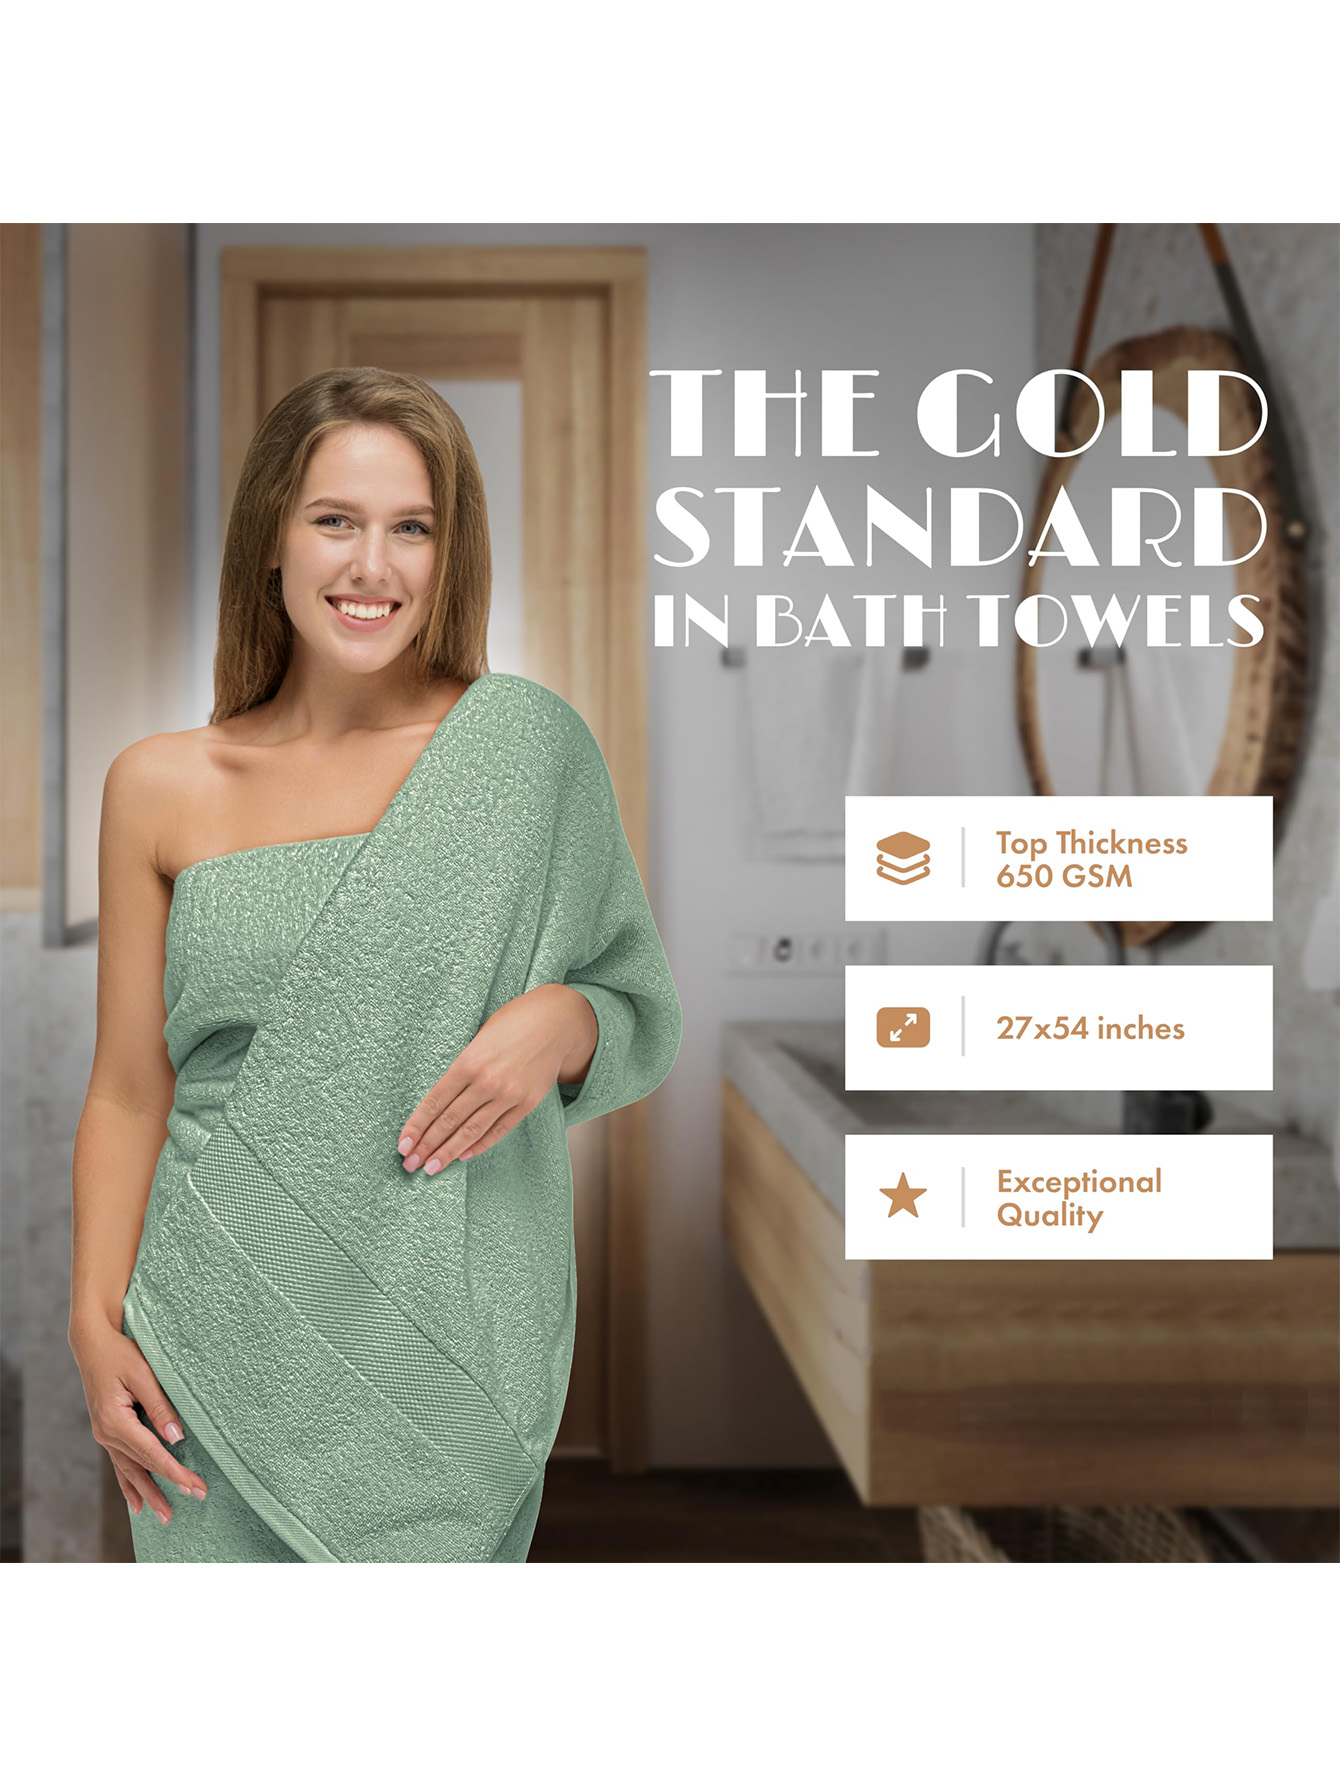 THE GOLD
STANDARD
IN BATH TOWELS
Top Thickness
650 GSM
27x54 inches
Exceptional
Quality